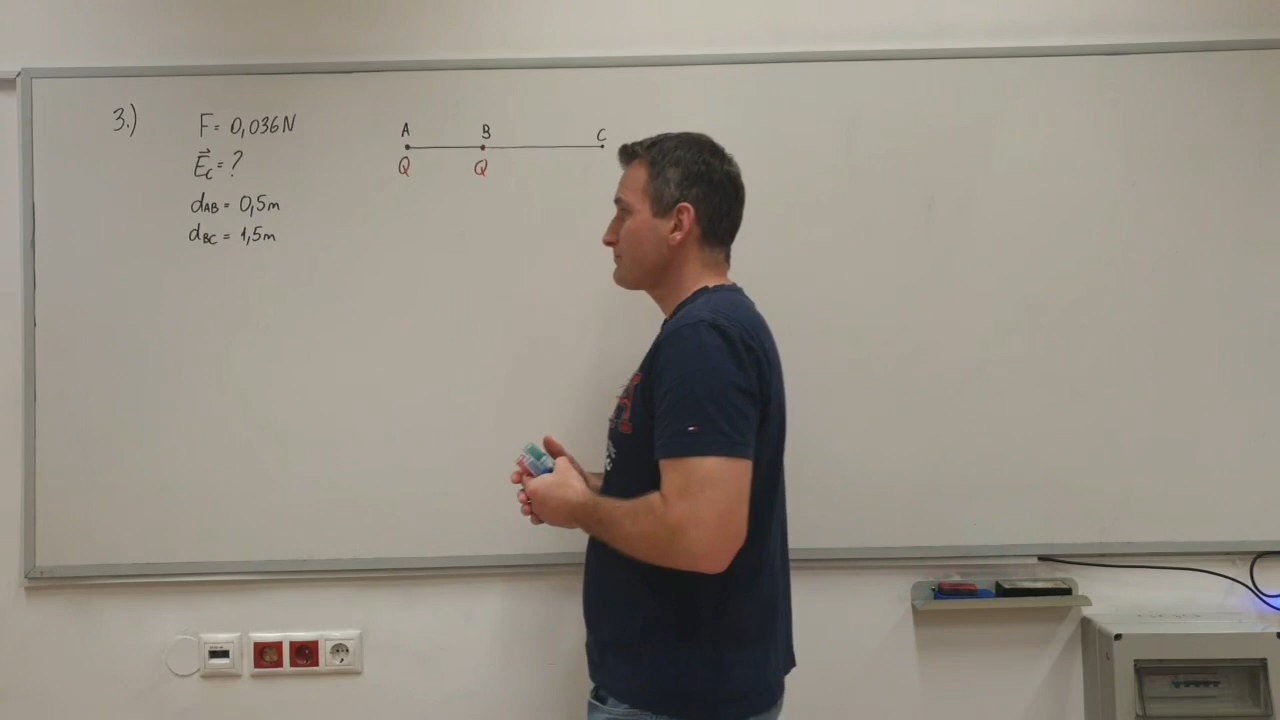 3.)
F = 0,036N
E⃗c = ?
dAB = 0,5m
dBC = 1,5m
A B C
Q Q